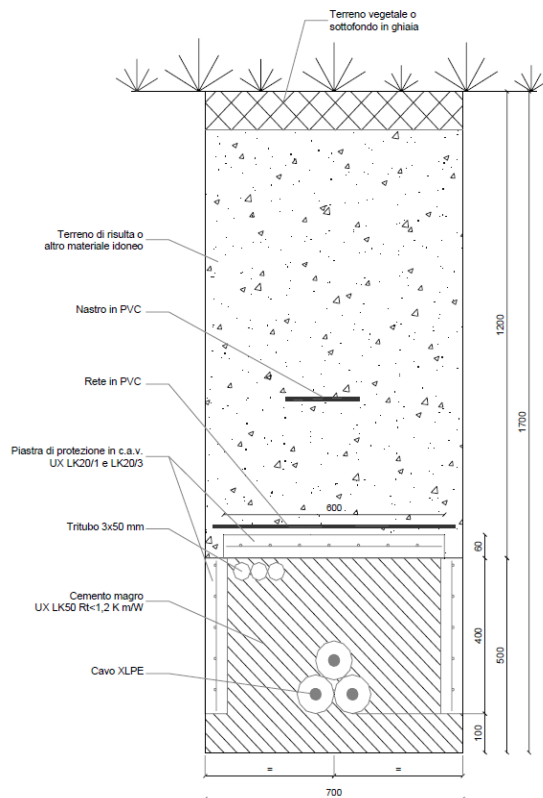 Terreno vegetale o
sottofondo in ghiaia
Terreno di risulta o
altro materiale idoneo
Nastro in PVC
Rete in PVC
Piastra di protezione in c.a.v.
UX LK20/1 e LK20/3
Tritubo 3x50 mm
Cemento magro
UX LK50 Rt<1,2 K m/W
Cavo XLPE
600
1200
1700
60
400
500
100
= =
700